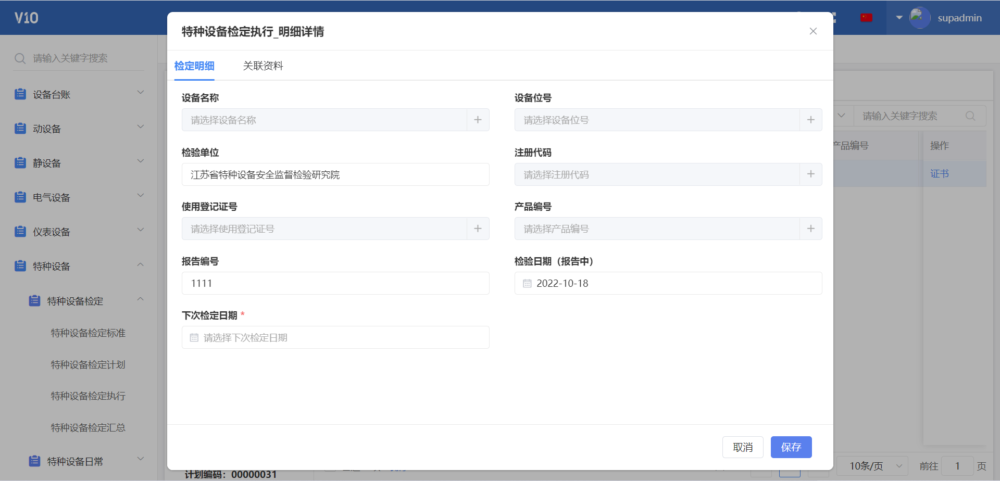 V10
supadmin
请输入关键字搜索
设备台账
动设备
静设备
电气设备
仪表设备
特种设备
特种设备检定
特种设备检定标准
特种设备检定计划
特种设备检定执行
特种设备检定汇总
特种设备日常
特种设备检定执行_明细详情
检定明细 关联资料
设备名称 设备位号
请选择设备名称 请选择设备位号
检验单位 注册代码
江苏省特种设备安全监督检验研究院 请选择注册代码
使用登记证号 产品编号
请选择使用登记证号 请选择产品编号
报告编号 检验日期（报告中）
1111 2022-10-18
下次检定日期 *
请选择下次检定日期
取消 保存
请输入关键字搜索
产品编号 操作
证书
计划编码：00000031
10条/页 前往 1 页